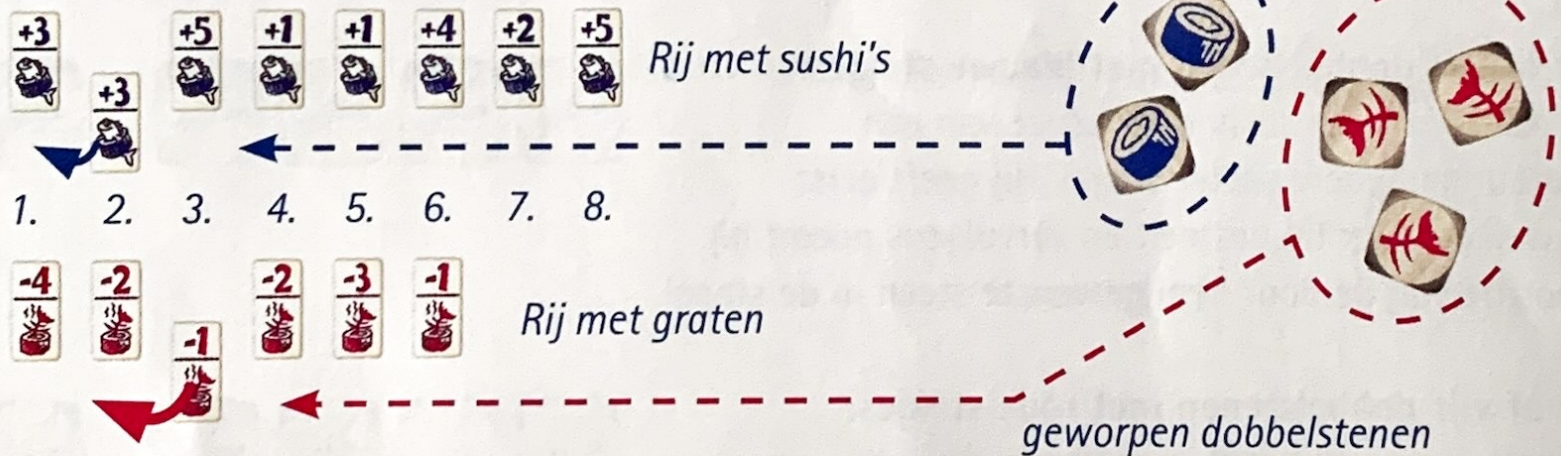 +3 +5 +1 +1 +4 +2 +5 Rij met sushi's
+3
1. 2. 3. 4. 5. 6. 7. 8.
-4 -2 -2 -3 -1 Rij met graten
-1
geworpen dobbelstenen